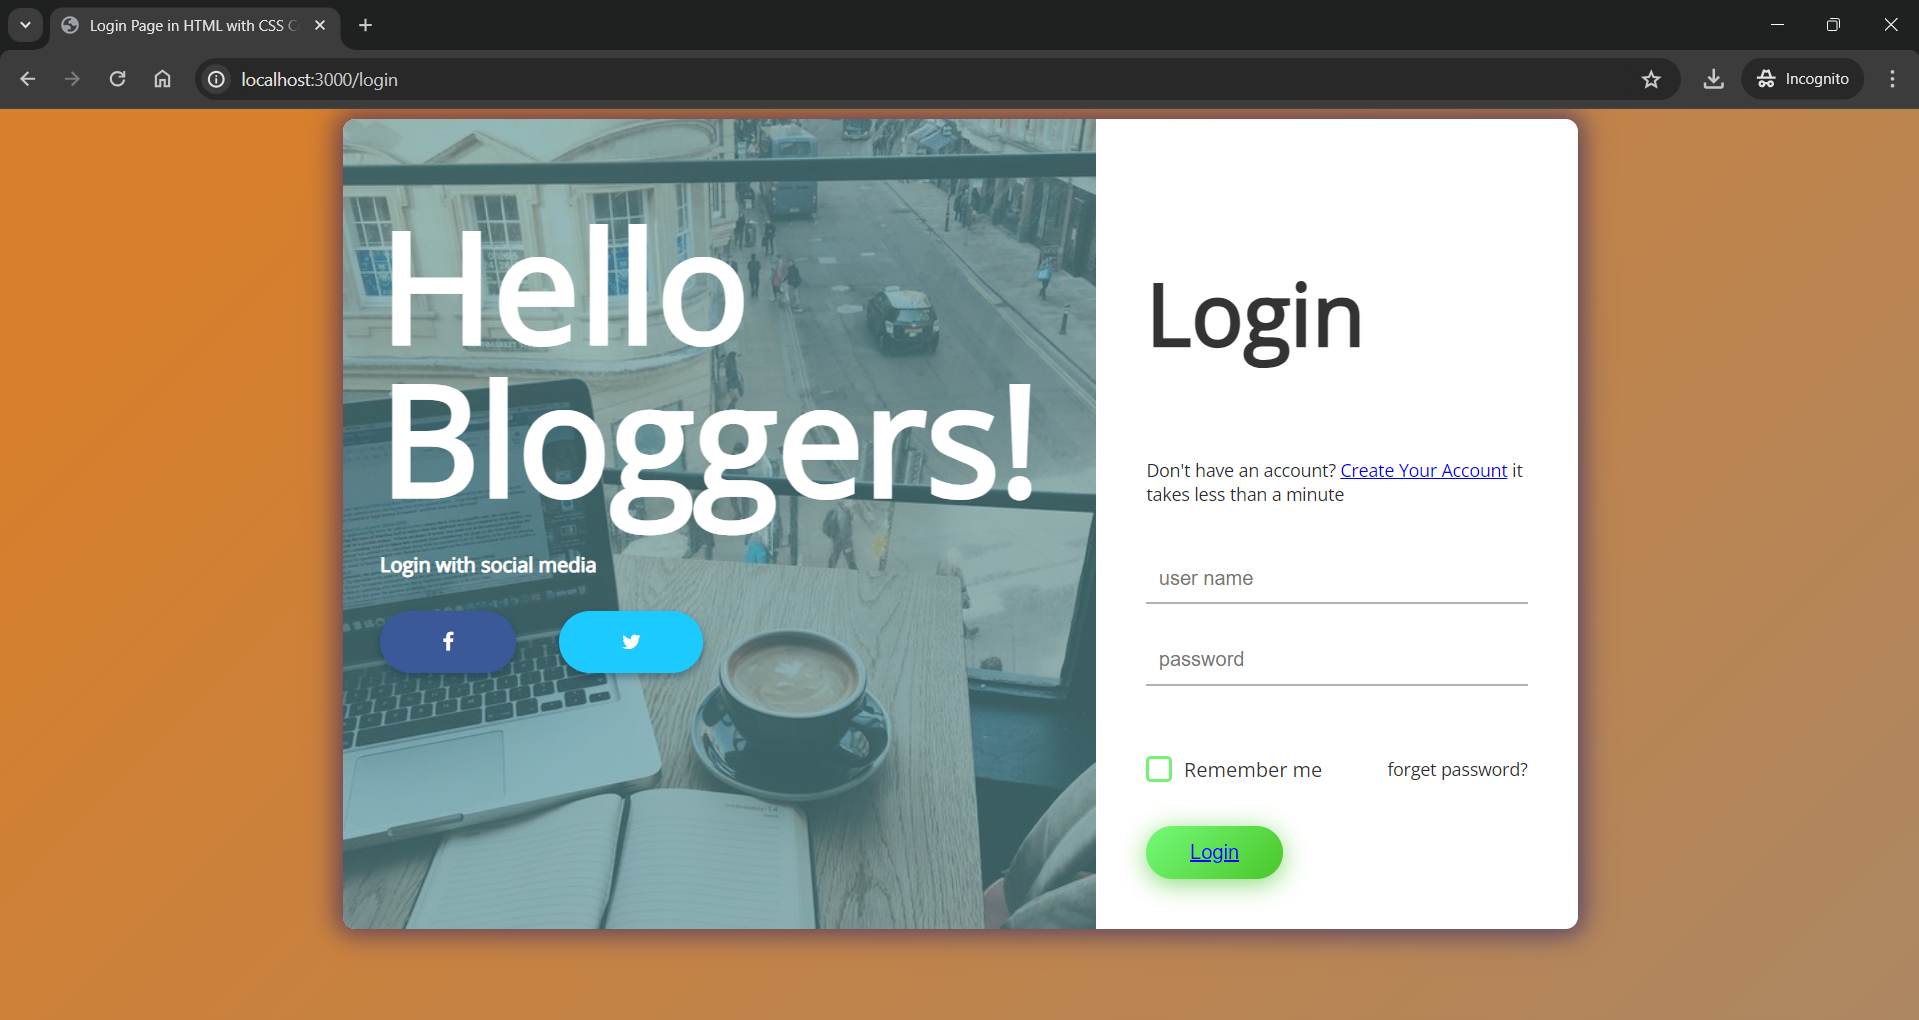 Login Page in HTML with CSS C
localhost:3000/login
Incognito
Hello
Bloggers!
Login with social media
Login
Don't have an account? Create Your Account it
takes less than a minute
user name
password
Remember me
forget password?
Login